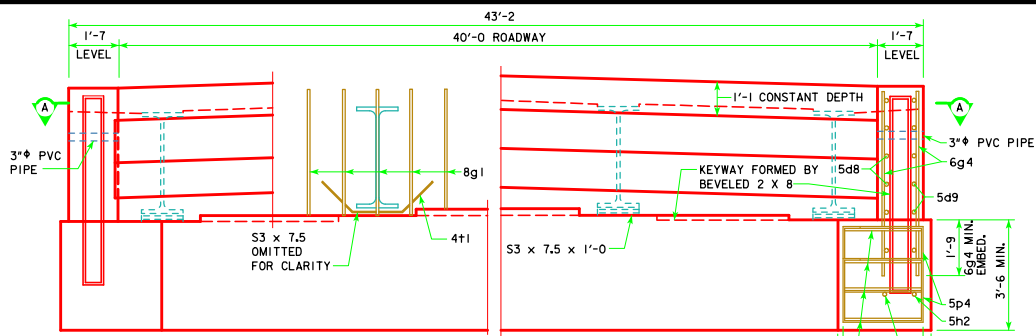 43'-2
1'-7
LEVEL
40'-0 ROADWAY
1'-7
LEVEL
A
1'-1 CONSTANT DEPTH
A
3"φ PVC
PIPE
3"φ PVC PIPE
8g1
KEYWAY FORMED BY
BEVELED 2 X 8
5d8
6g4
5d9
S3 x 7.5
OMITTED
FOR CLARITY
4t1
S3 x 7.5 x 1'-0
1'-9
6g4 MIN.
EMBED.
3'-6 MIN.
5p4
5h2